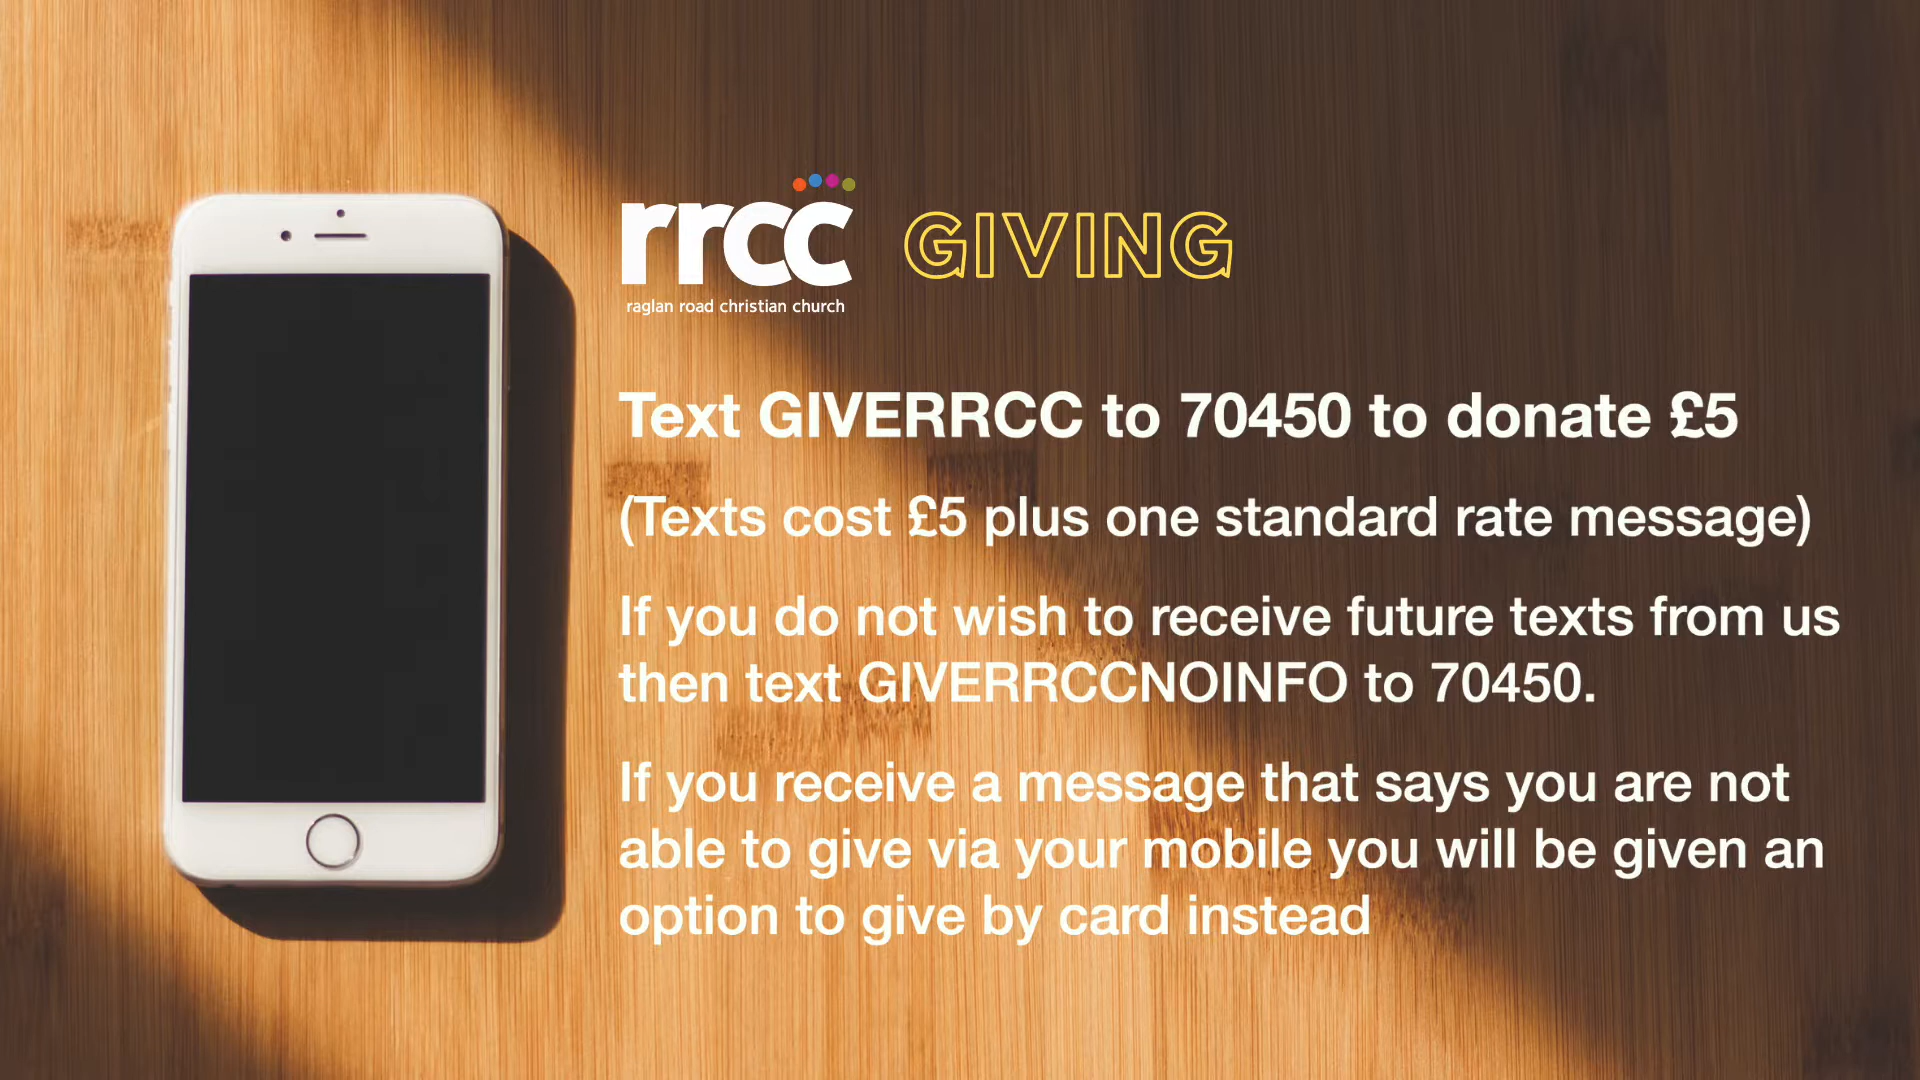 rrcc GIVING
raglan road christian church
Text GIVERRCC to 70450 to donate £5
(Texts cost £5 plus one standard rate message)
If you do not wish to receive future texts from us
then text GIVERRCCNOINFO to 70450.
If you receive a message that says you are not
able to give via your mobile you will be given an
option to give by card instead